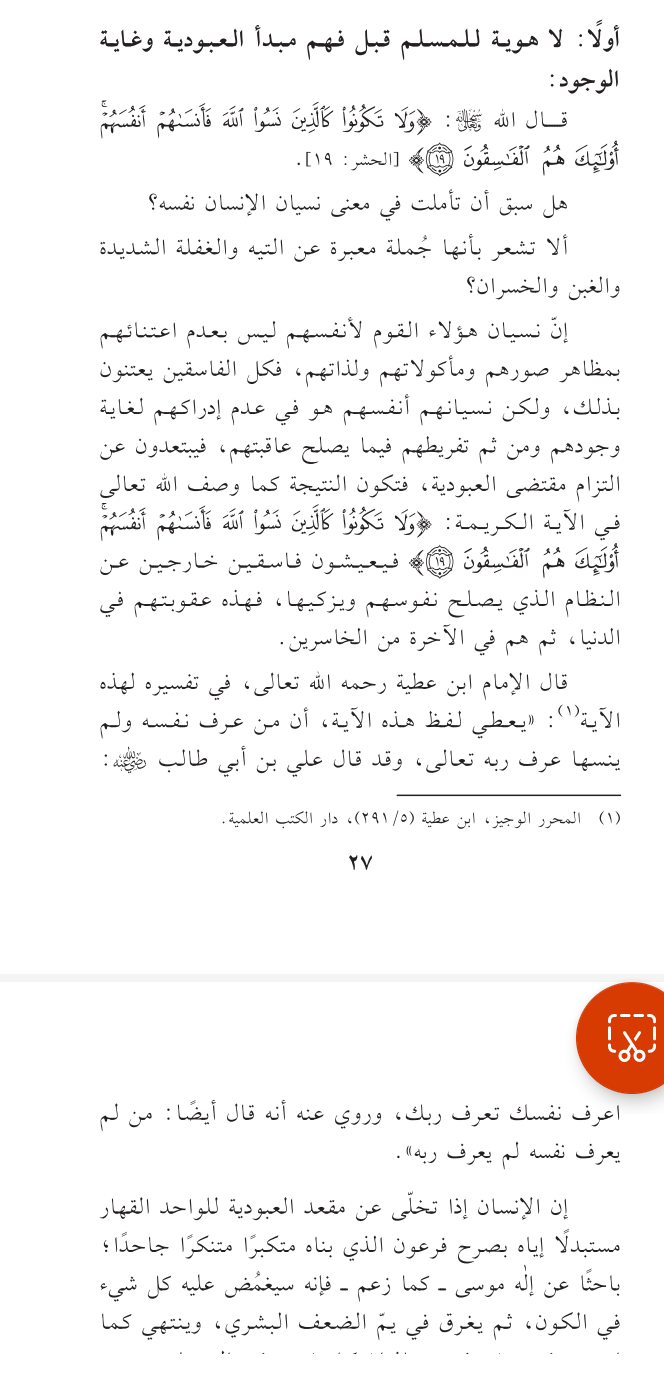 أولًا: لا هوية للمسلم قبل فهم مبدأ العبودية وغاية
الوجود:
قال الله ﷻ: ﴿وَلَا تَكُونُوا۟ كَٱلَّذِينَ نَسُوا۟ ٱللَّهَ فَأَنسَىٰهُمْ أَنفُسَهُمْ ۚ
أُو۟لَـٰٓئِكَ هُمُ ٱلْفَـٰسِقُونَ ١٩﴾ [الحشر: ١٩].
هل سبق أن تأملت في معنى نسيان الإنسان نفسه؟
ألا تشعر بأنها جُملة معبرة عن التيه والغفلة الشديدة
والغبن والخسران؟
إنّ نسيان هؤلاء القوم لأنفسهم ليس بعدم اعتنائهم
بمظاهر صورهم ومأكولاتهم ولذاتهم، فكل الفاسقين يعتنون
بذلك، ولكن نسيانهم أنفسهم هو في عدم إدراكهم لغاية
وجودهم ومن ثم تفريطهم فيما يصلح عاقبتهم، فيبتعدون عن
التزام مقتضى العبودية، فتكون النتيجة كما وصف الله تعالى
في الآية الكريمة: ﴿وَلَا تَكُونُوا۟ كَٱلَّذِينَ نَسُوا۟ ٱللَّهَ فَأَنسَىٰهُمْ أَنفُسَهُمْ ۚ
أُو۟لَـٰٓئِكَ هُمُ ٱلْفَـٰسِقُونَ ١٩﴾ فيعيشون فاسقين خارجين عن
النظام الذي يصلح نفوسهم ويزكيها، فهذه عقوبتهم في
الدنيا، ثم هم في الآخرة من الخاسرين.
قال الإمام ابن عطية رحمه الله تعالى، في تفسيره لهذه
الآية(١): «يعطي لفظ هذه الآية، أن من عرف نفسه ولم
ينسها عرف ربه تعالى، وقد قال علي بن أبي طالب رضي الله عنه:
(١) المحرر الوجيز، ابن عطية (٢٩١/٥)، دار الكتب العلمية.
٢٧
اعرف نفسك تعرف ربك، وروي عنه أنه قال أيضًا: من لم
يعرف نفسه لم يعرف ربه».
إن الإنسان إذا تخلّى عن مقعد العبودية للواحد القهار
مستبدلًا إياه بصرح فرعون الذي بناه متكبرًا متنكرًا جاحدًا؛
باحثًا عن إلٰه موسى ـ كما زعم ـ فإنه سيغمُض عليه كل شيء
في الكون، ثم يغرق في يمّ الضعف البشري، وينتهي كما